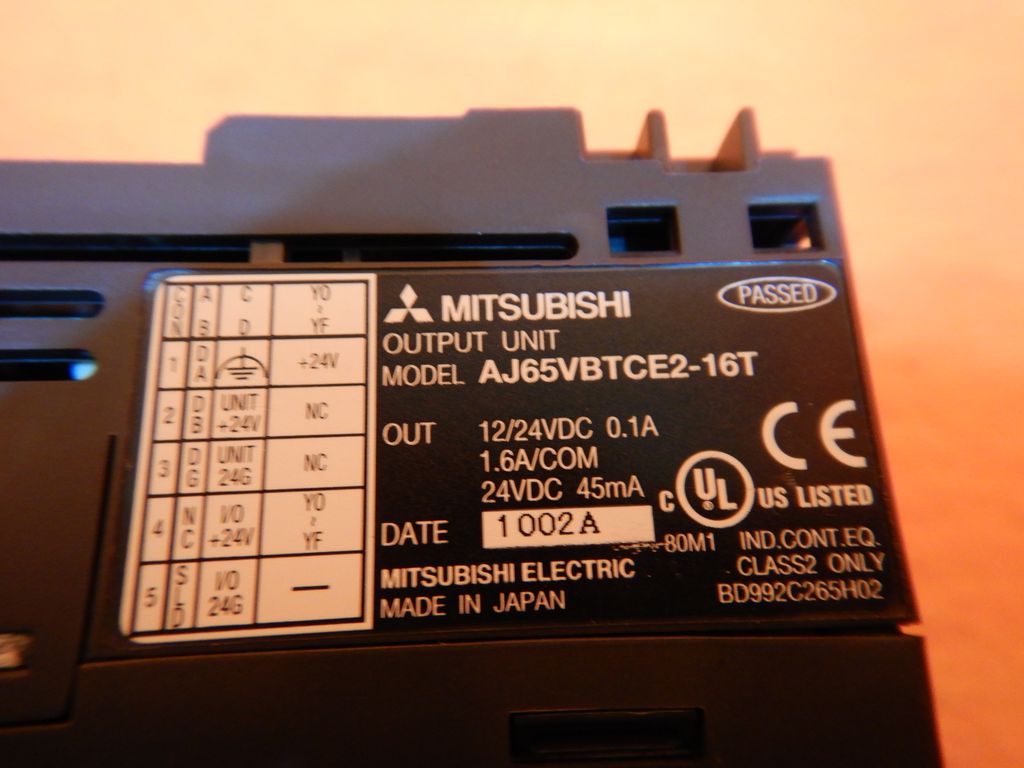 CON A B C D Y0 ~ YF
1 DA +24V
2 DB UNIT +24V NC
3 DG UNIT 24G NC
4 NC I/O +24V Y0 ~ YF
5 SLD I/O 24G —
MITSUBISHI PASSED
OUTPUT UNIT
MODEL AJ65VBTCE2-16T
OUT 12/24VDC 0.1A
1.6A/COM
24VDC 45mA
CE
C UL ® US LISTED
DATE 1002A
80M1 IND.CONT.EQ.
CLASS2 ONLY
MITSUBISHI ELECTRIC
MADE IN JAPAN BD992C265H02